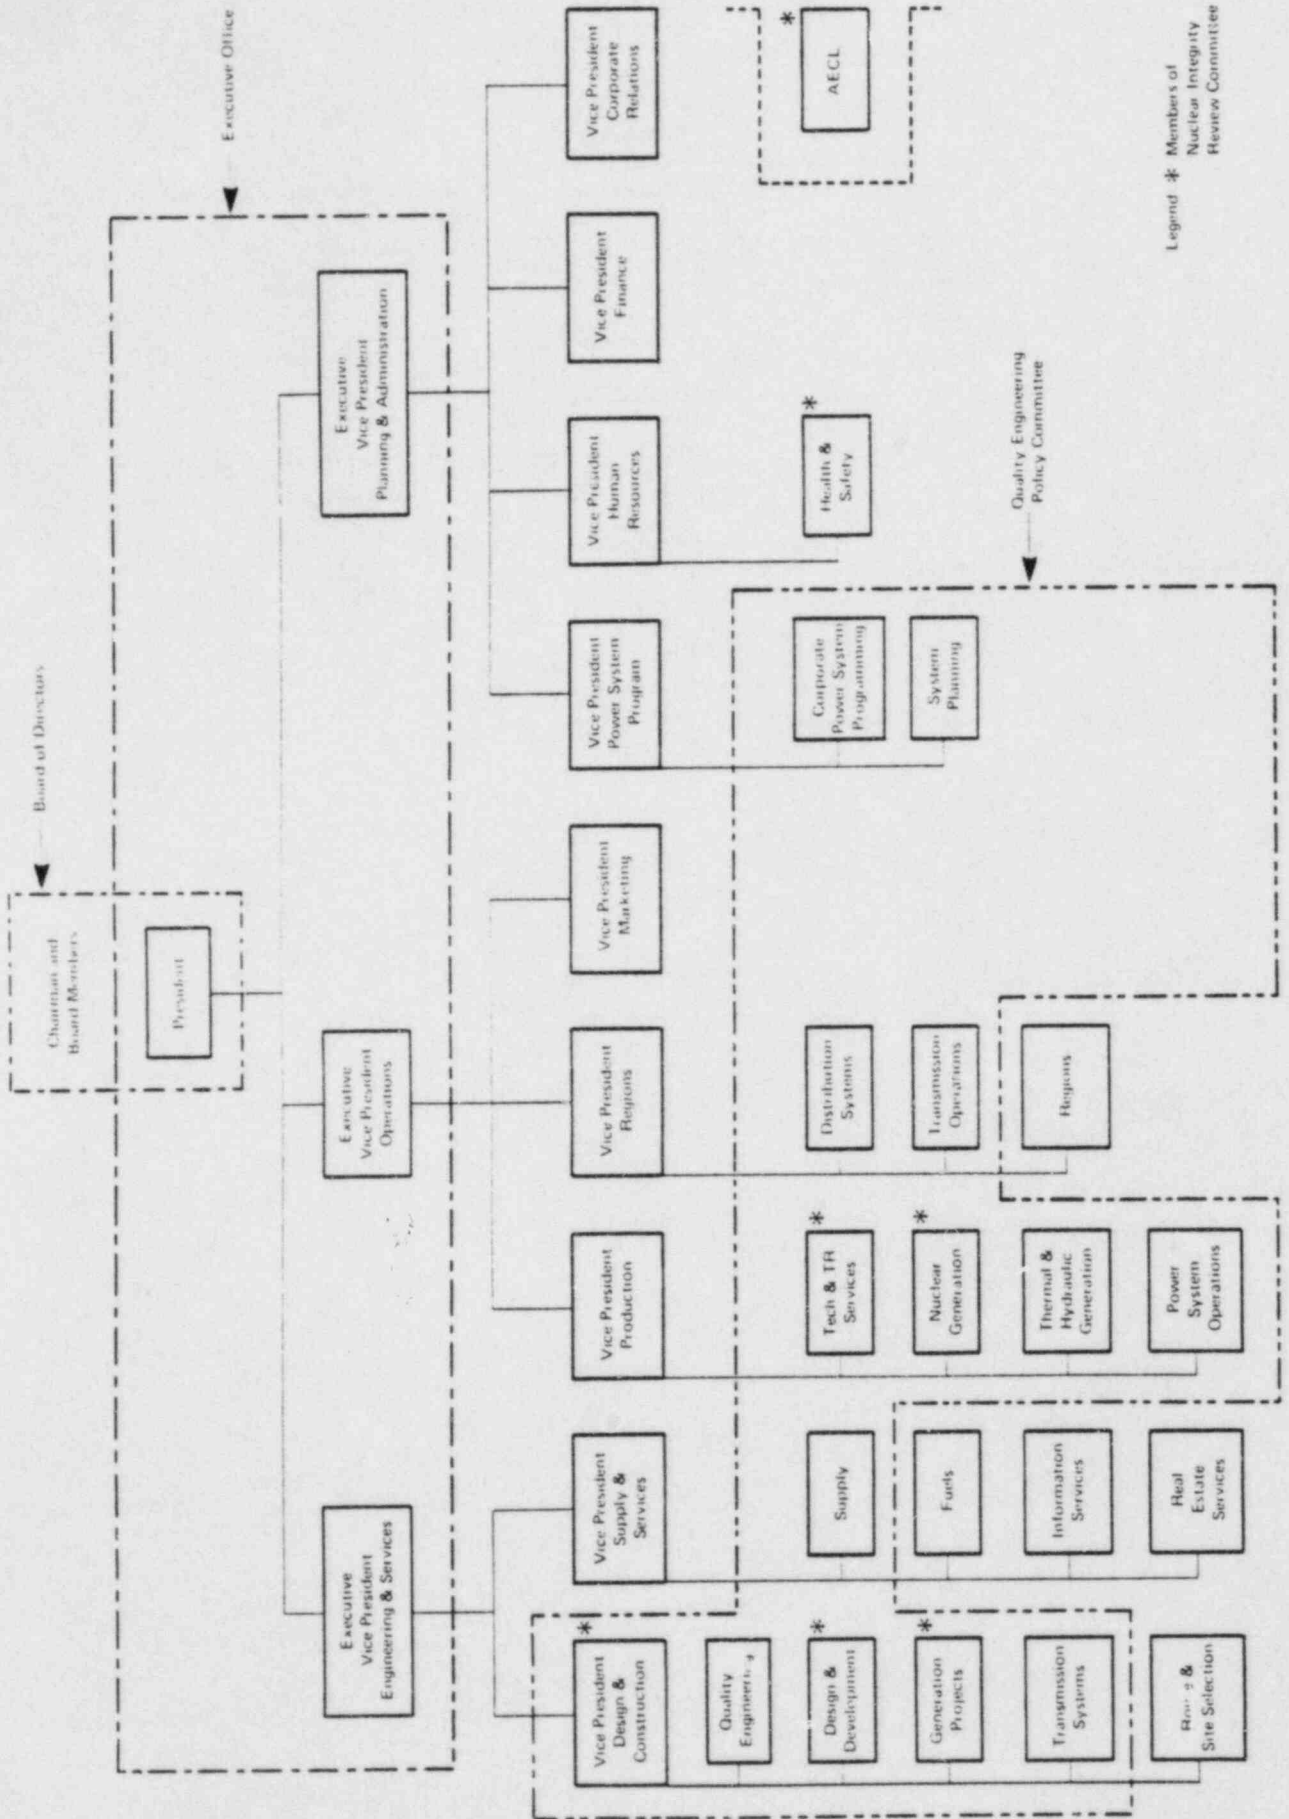 Board of Directors
Chairman and
Board Members
President
Executive Office
Executive
Vice President
Engineering & Services
Executive
Vice President
Operations
Executive
Vice President
Planning & Administration
Vice President
Design &
Construction
*
Vice President
Supply &
Services
Vice President
Production
Vice President
Regions
Vice President
Marketing
Vice President
Power System
Program
Vice President
Human
Resources
Vice President
Finance
Vice President
Corporate
Relations
Quality
Design &
Development
*
Generation
Projects
*
Transmission
Systems
&
Site Selection
Supply
Fuels
Information
Services
Real
Estate
Services
Tech & TR
Services
*
Nuclear
Generation
*
Thermal &
Hydraulic
Generation
Power
System
Operations
Distribution
Systems
Transmission
Operations
Regions
Corporate
Power System
Programming
System
Planning
Health &
Safety
*
AECL
*
Quality Engineering
Policy Committee
Legend * Members of
Nuclear Integrity
Review Committee